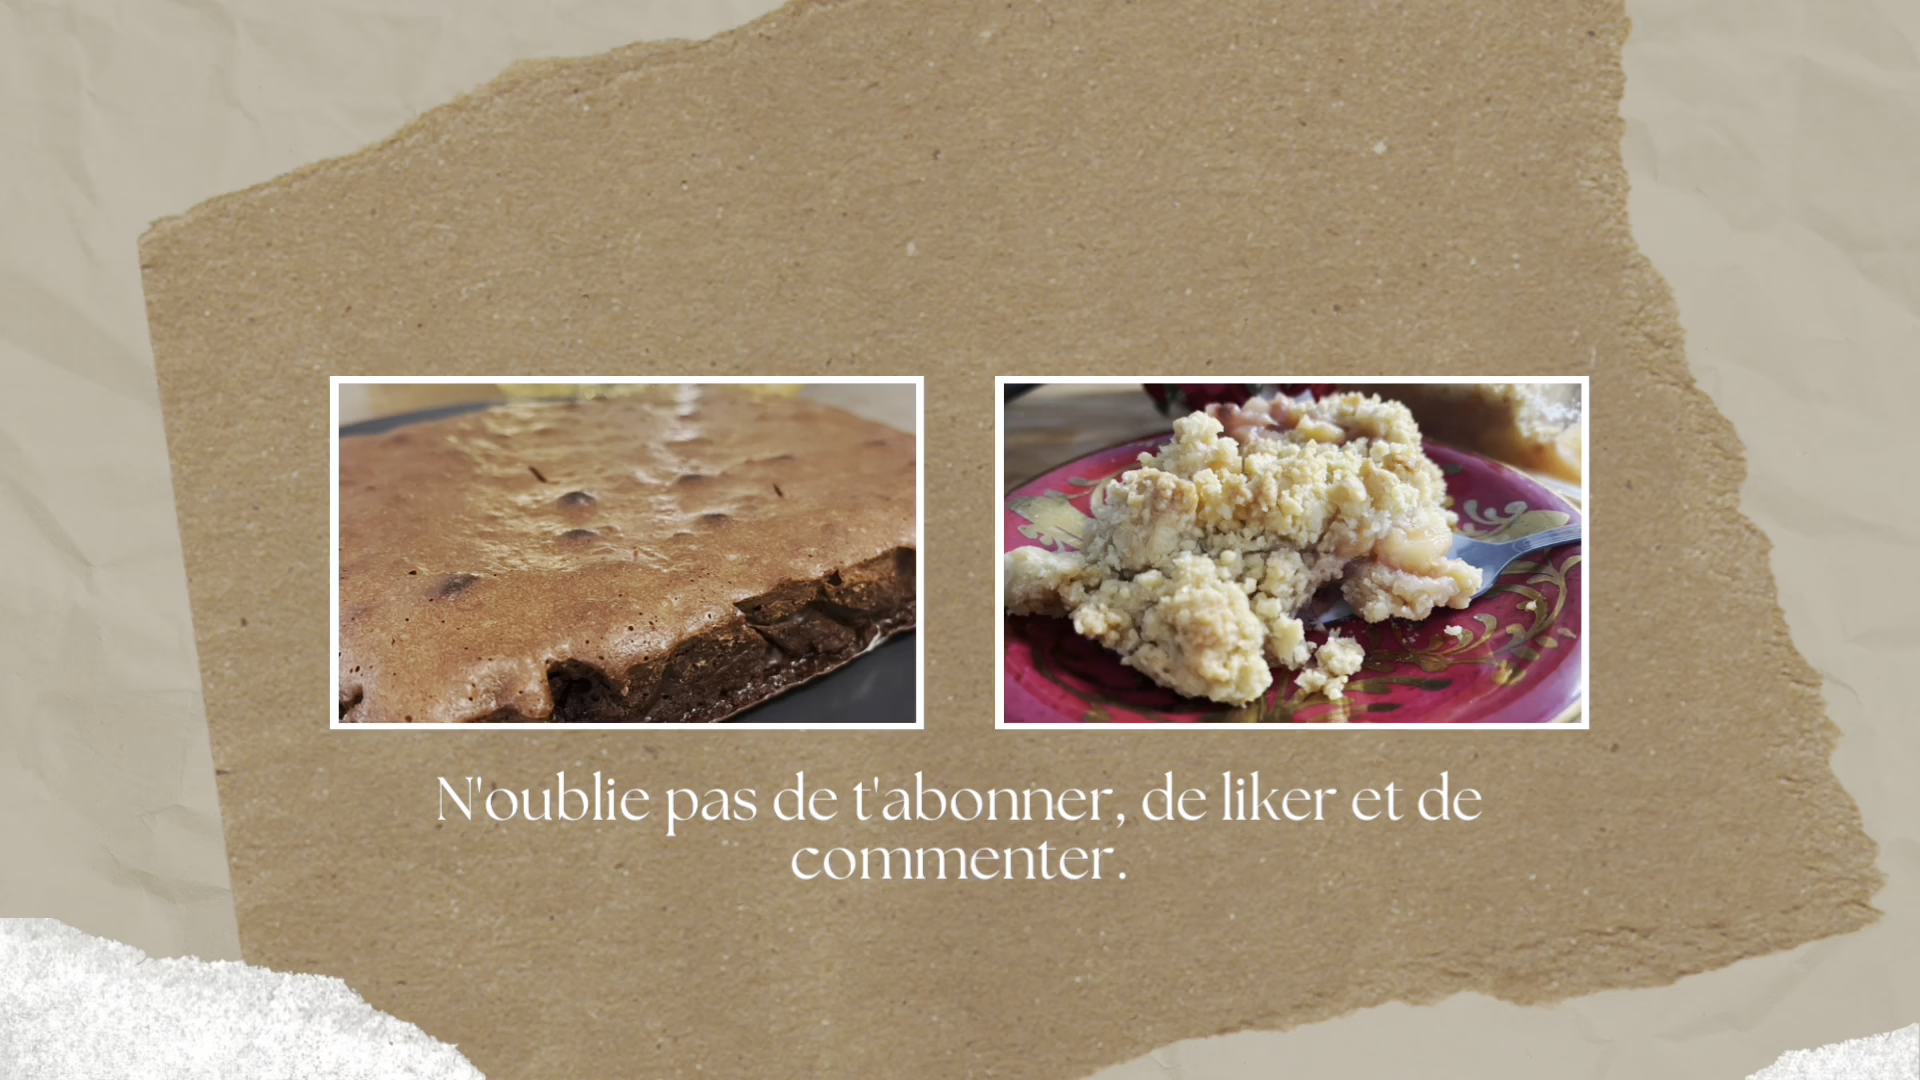 N'oublie pas de t'abonner, de liker et de
commenter.